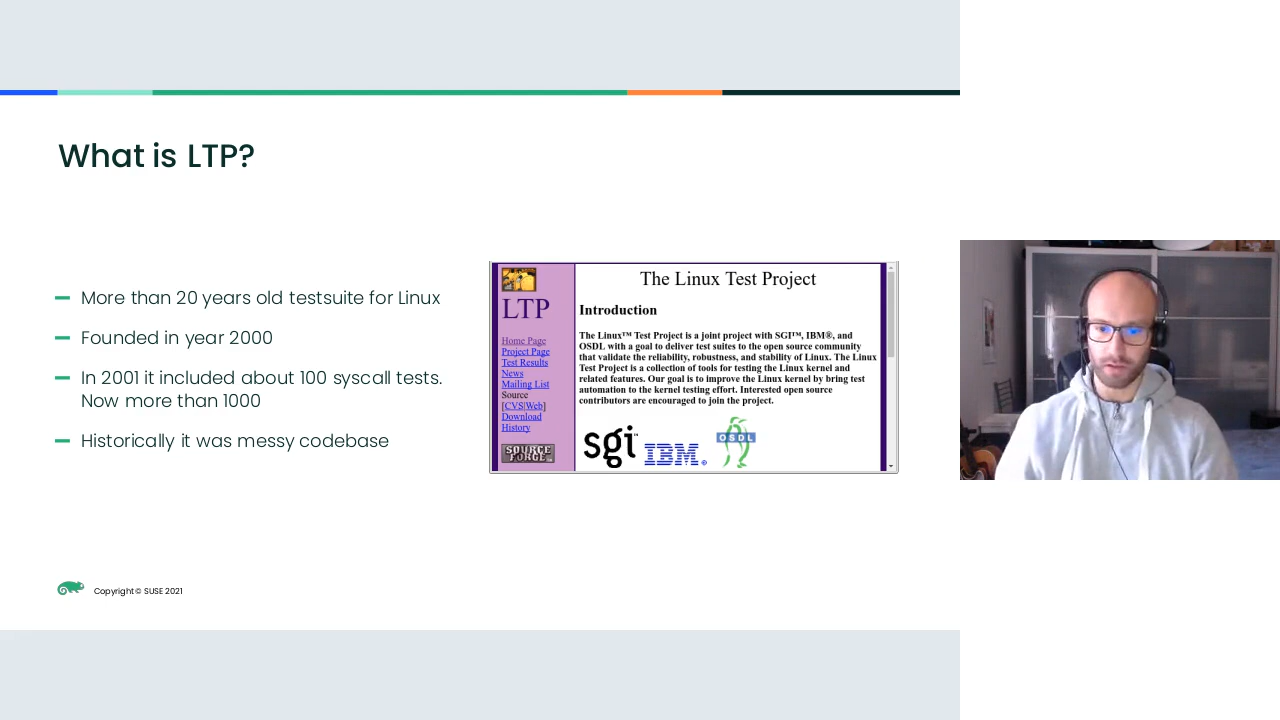 What is LTP?
More than 20 years old testsuite for Linux
Founded in year 2000
In 2001 it included about 100 syscall tests.
Now more than 1000
Historically it was messy codebase
LTP
Home Page
Project Page
Test Results
News
Mailing List
Source
[CVS|Web]
Download
History
SOURCE
FORGE
The Linux Test Project
Introduction
The Linux™ Test Project is a joint project with SGI™, IBM®, and
OSDL with a goal to deliver test suites to the open source community
that validate the reliability, robustness, and stability of Linux. The Linux
Test Project is a collection of tools for testing the Linux kernel and
related features. Our goal is to improve the Linux kernel by bring test
automation to the kernel testing effort. Interested open source
contributors are encouraged to join the project.
sgi™ IBM® OSDL
Copyright © SUSE 2021